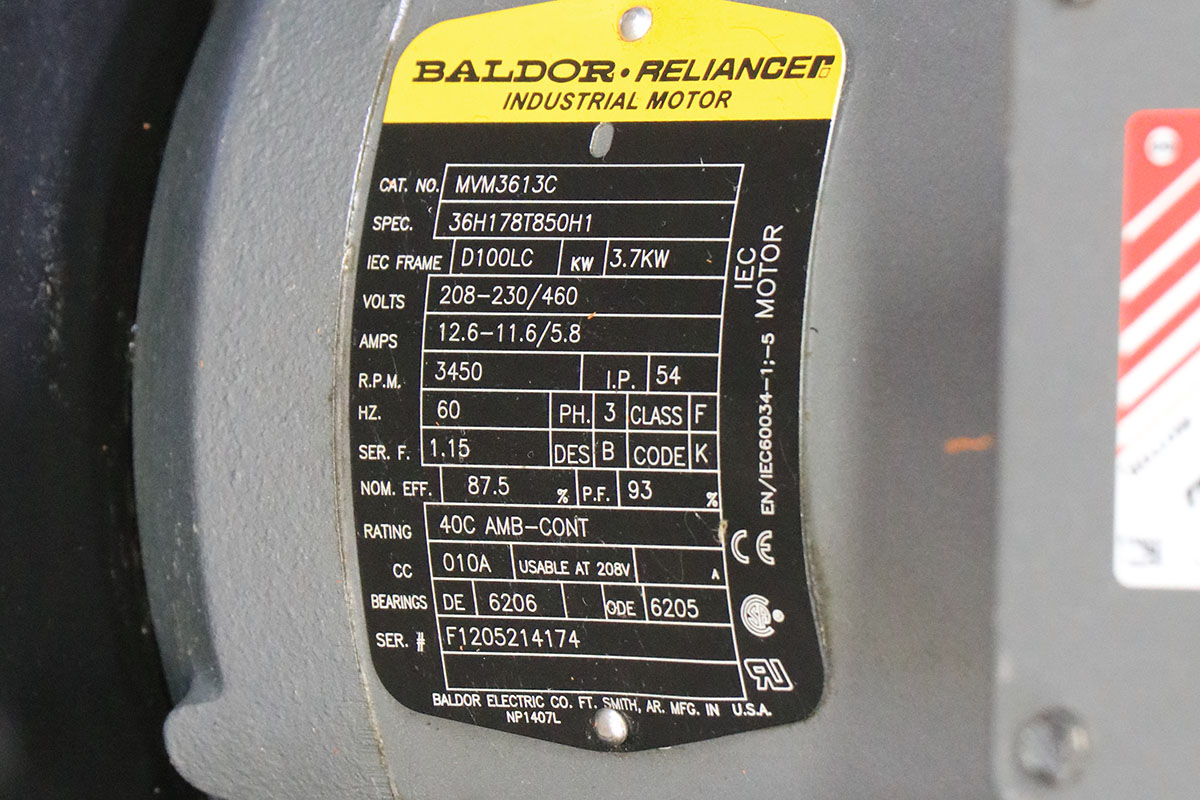 BALDOR • RELIANCE
INDUSTRIAL MOTOR
CAT. NO. MVM3613C
SPEC. 36H178T850H1
IEC FRAME D100LC KW 3.7KW
VOLTS 208-230/460
AMPS 12.6-11.6/5.8
R.P.M. 3450 I.P. 54
HZ. 60 PH. 3 CLASS F
SER. F. 1.15 DES B CODE K
NOM. EFF. 87.5 % P.F. 93 %
RATING 40C AMB-CONT
CC 010A USABLE AT 208V A
BEARINGS DE 6206 ODE 6205
SER. # F1205214174
IEC
MOTOR
EN/IEC60034-1;-5
CE
BALDOR ELECTRIC CO. FT. SMITH, AR. MFG. IN U.S.A.
NP1407L